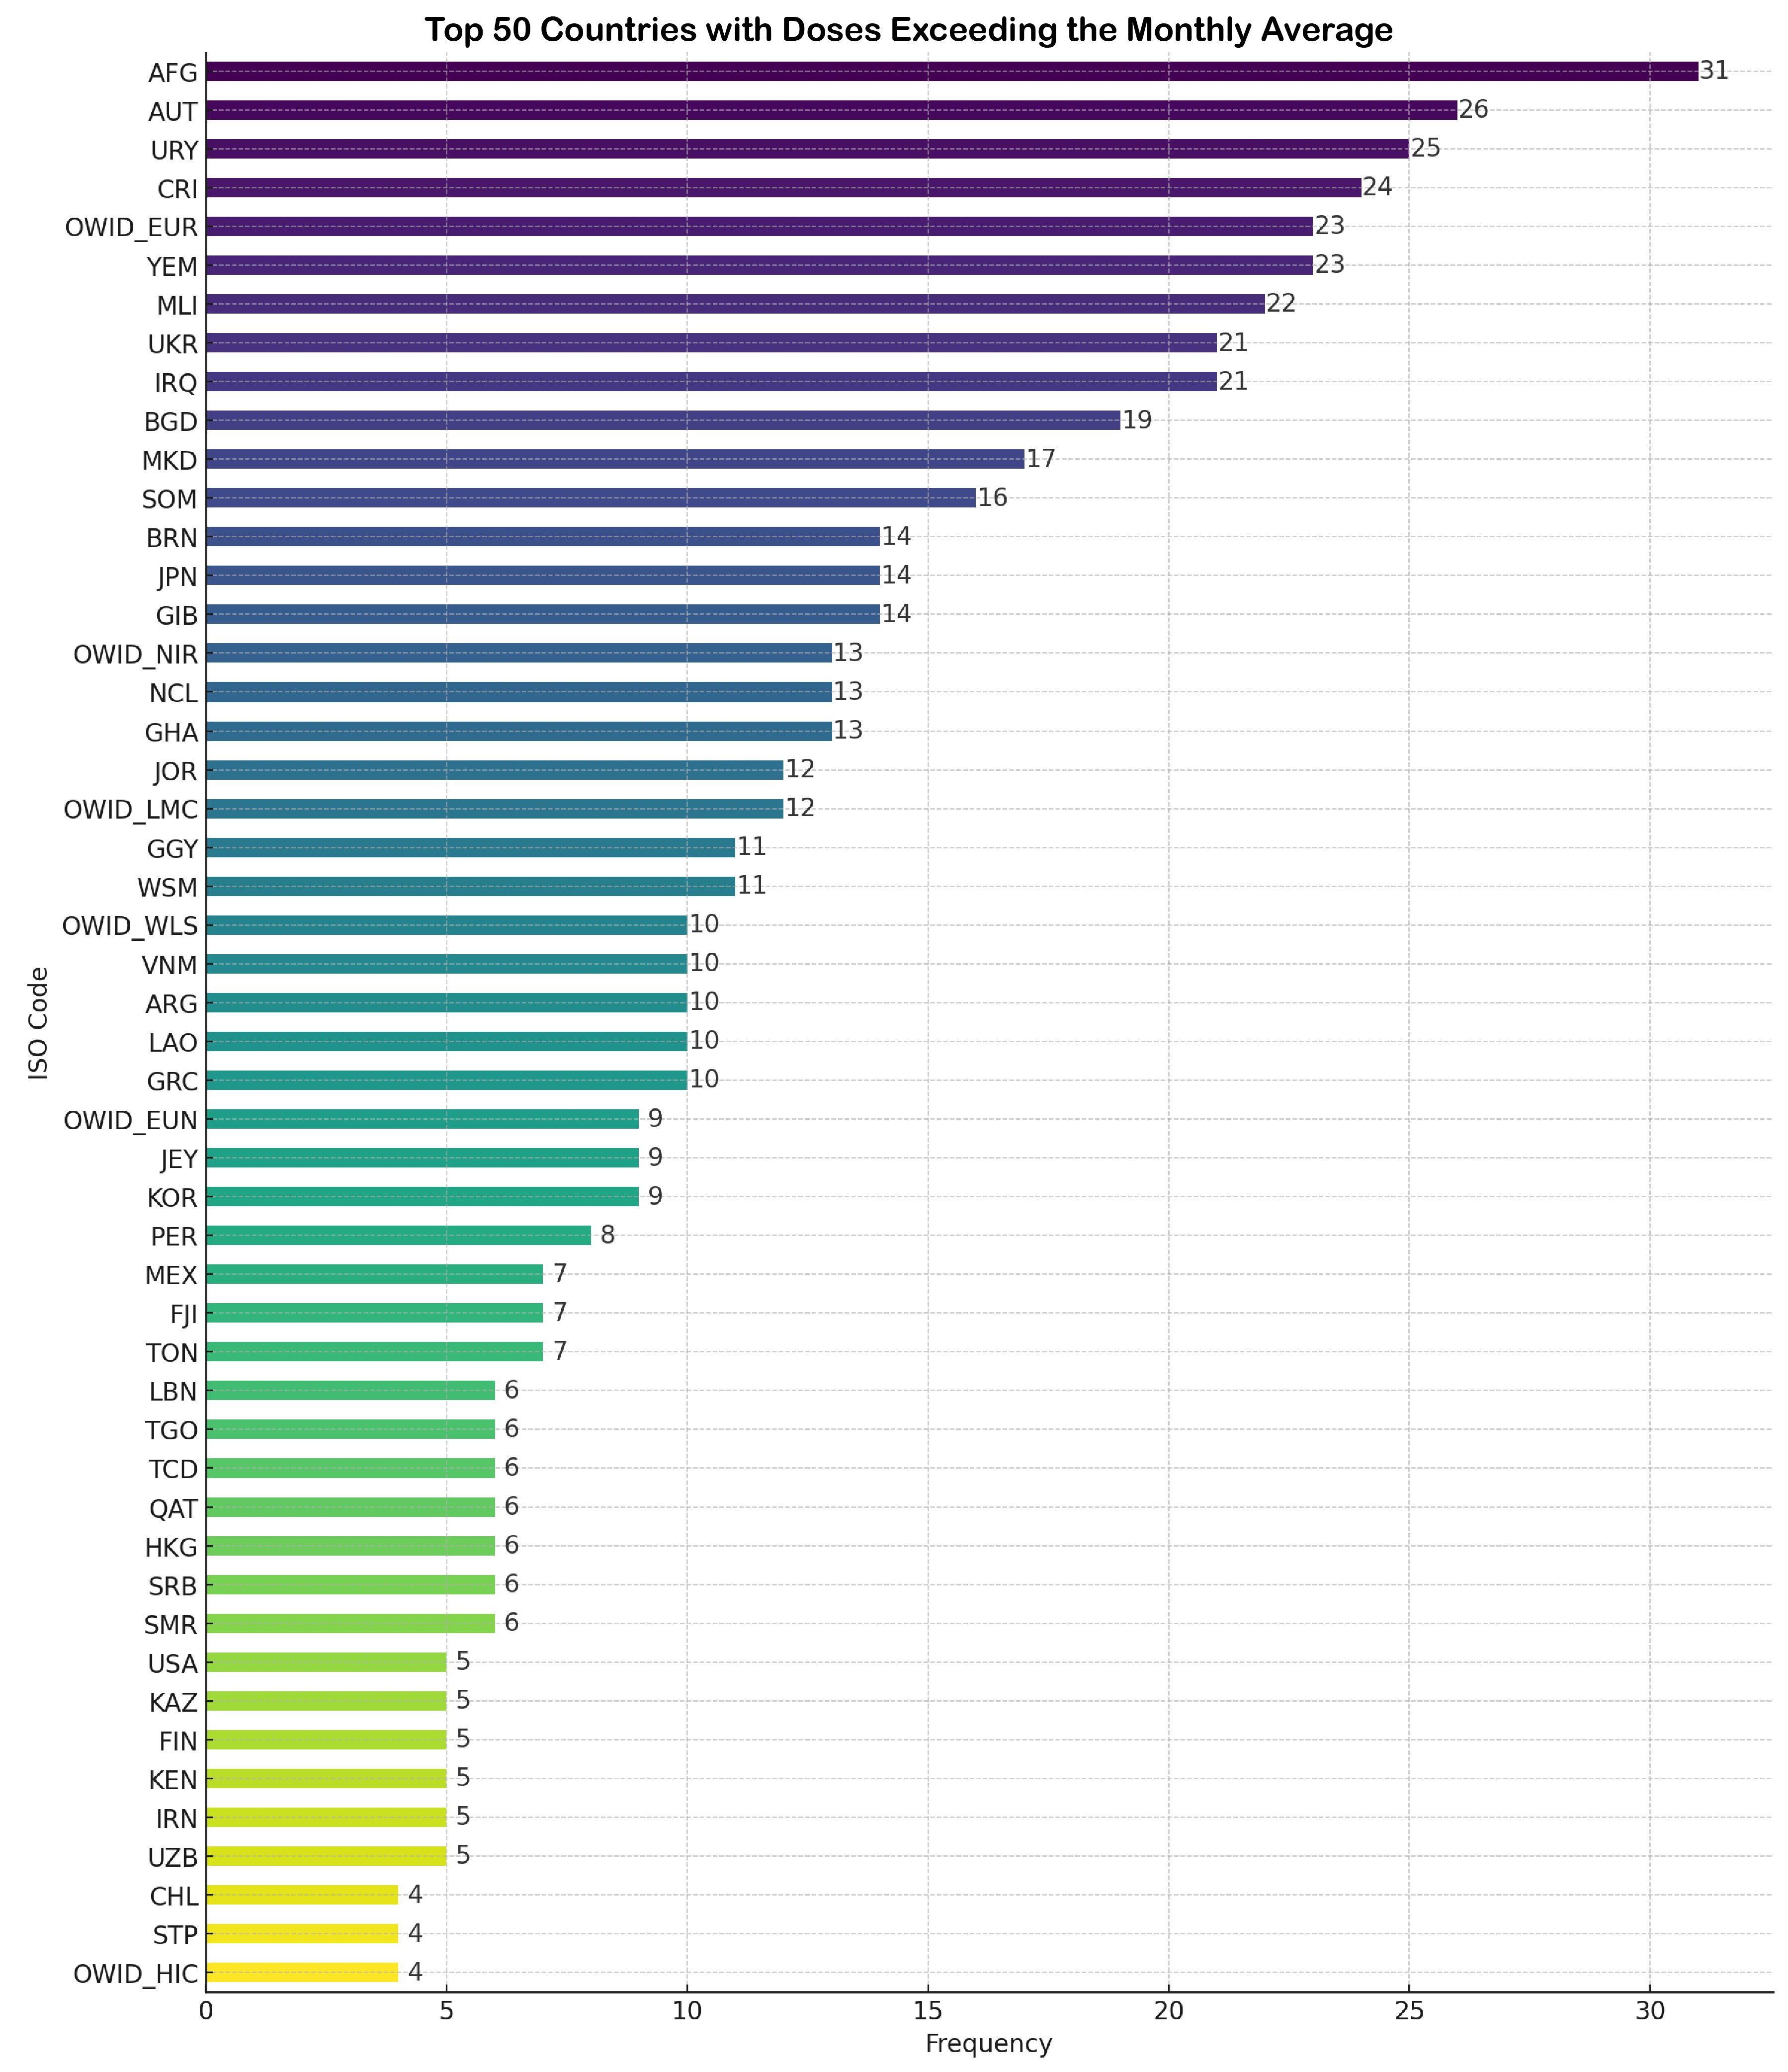 Top 50 Countries with Doses Exceeding the Monthly Average
AFG 31
AUT 26
URY 25
CRI 24
OWID_EUR 23
YEM 23
MLI 22
UKR 21
IRQ 21
BGD 19
MKD 17
SOM 16
BRN 14
JPN 14
GIB 14
OWID_NIR 13
NCL 13
GHA 13
JOR 12
OWID_LMC 12
GGY 11
WSM 11
OWID_WLS 10
VNM 10
ARG 10
LAO 10
GRC 10
OWID_EUN 9
JEY 9
KOR 9
PER 8
MEX 7
FJI 7
TON 7
LBN 6
TGO 6
TCD 6
QAT 6
HKG 6
SRB 6
SMR 6
USA 5
KAZ 5
FIN 5
KEN 5
IRN 5
UZB 5
CHL 4
STP 4
OWID_HIC 4
ISO Code
0 5 10 15 20 25 30
Frequency